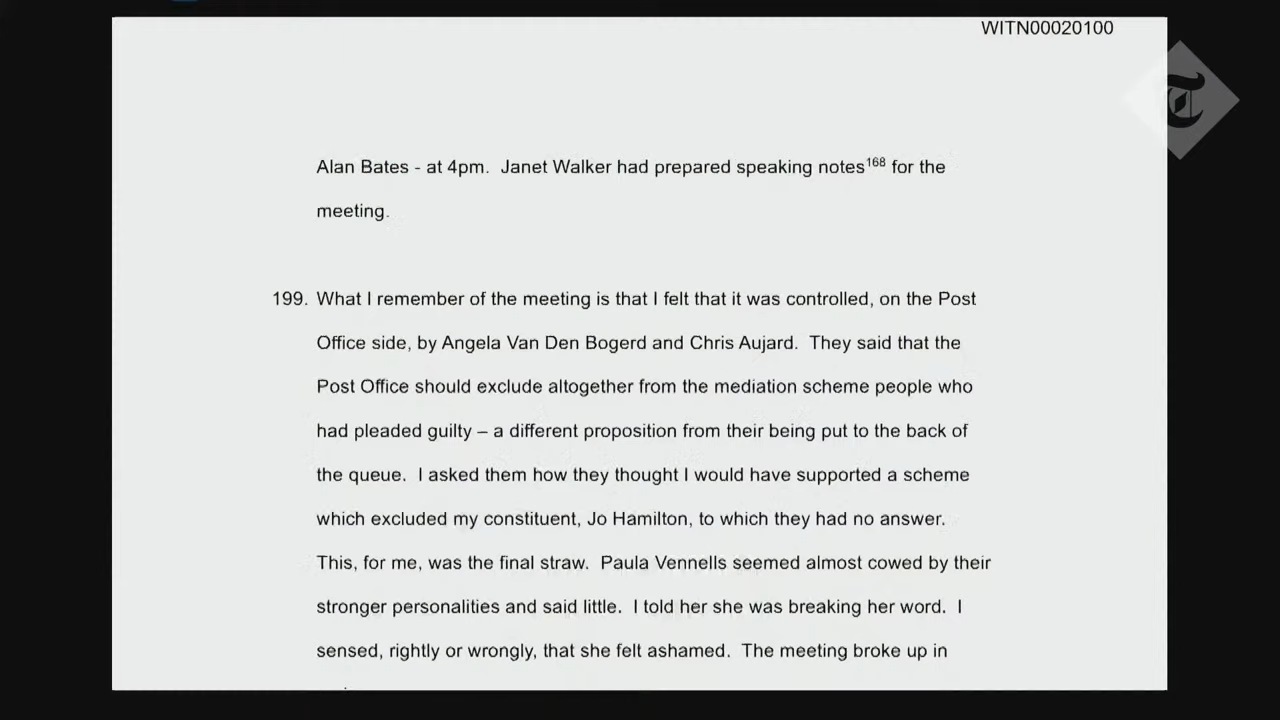 WITN00020100
Alan Bates - at 4pm. Janet Walker had prepared speaking notes168 for the
meeting.
199. What I remember of the meeting is that I felt that it was controlled, on the Post
Office side, by Angela Van Den Bogerd and Chris Aujard. They said that the
Post Office should exclude altogether from the mediation scheme people who
had pleaded guilty – a different proposition from their being put to the back of
the queue. I asked them how they thought I would have supported a scheme
which excluded my constituent, Jo Hamilton, to which they had no answer.
This, for me, was the final straw. Paula Vennells seemed almost cowed by their
stronger personalities and said little. I told her she was breaking her word. I
sensed, rightly or wrongly, that she felt ashamed. The meeting broke up in